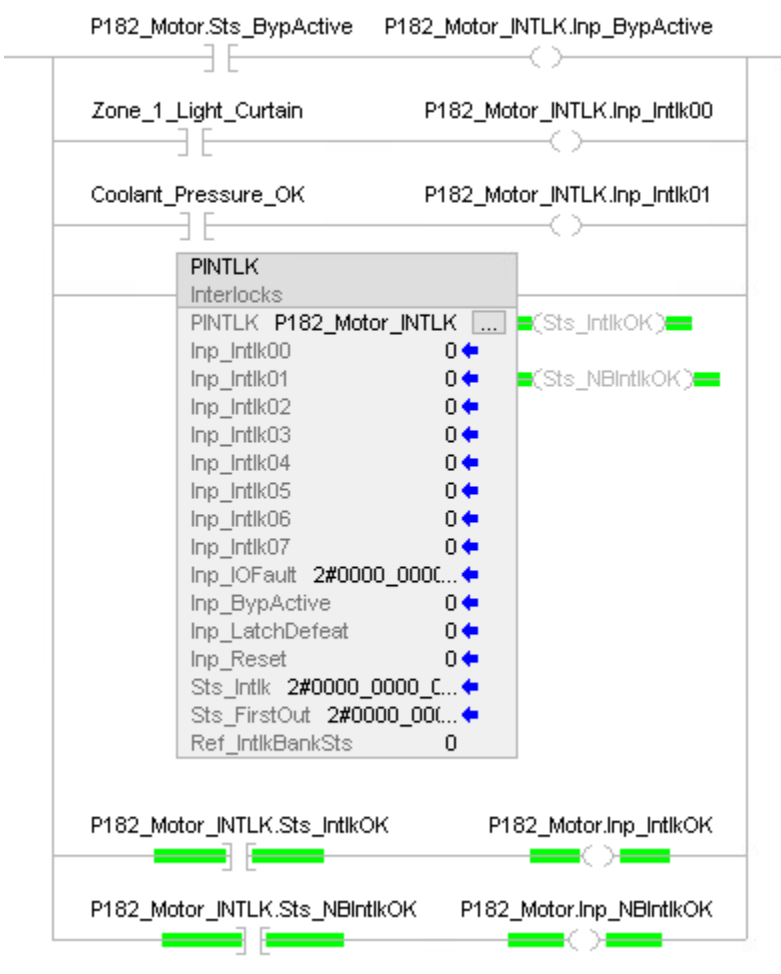 P182_Motor.Sts_BypActive P182_Motor_INTLK.Inp_BypActive
Zone_1_Light_Curtain P182_Motor_INTLK.Inp_Intlk00
Coolant_Pressure_OK P182_Motor_INTLK.Inp_Intlk01
PINTLK
Interlocks
PINTLK P182_Motor_INTLK ... Sts_IntlkOK
Inp_Intlk00 0
Inp_Intlk01 0 Sts_NBIntlkOK
Inp_Intlk02 0
Inp_Intlk03 0
Inp_Intlk04 0
Inp_Intlk05 0
Inp_Intlk06 0
Inp_Intlk07 0
Inp_IOFault 2#0000_000...
Inp_BypActive 0
Inp_LatchDefeat 0
Inp_Reset 0
Sts_Intlk 2#0000_0000_...
Sts_FirstOut 2#0000_00...
Ref_IntlkBankSts 0
P182_Motor_INTLK.Sts_IntlkOK P182_Motor.Inp_IntlkOK
P182_Motor_INTLK.Sts_NBIntlkOK P182_Motor.Inp_NBIntlkOK